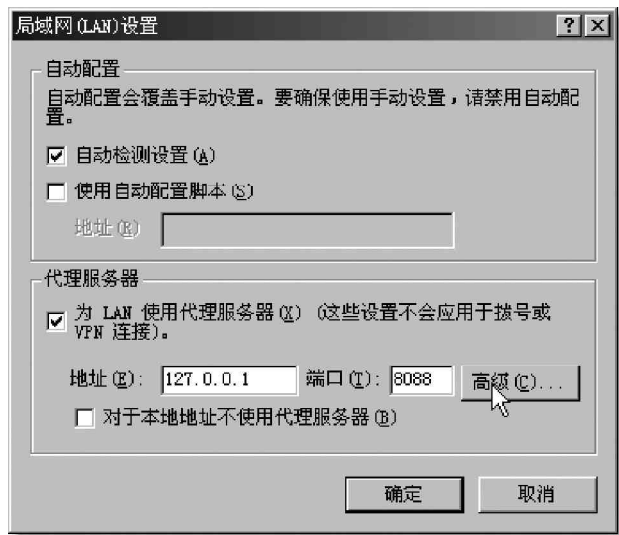 局域网(LAN)设置
自动配置
自动配置会覆盖手动设置。要确保使用手动设置，请禁用自动配
置。
自动检测设置(A)
使用自动配置脚本(S)
地址(R)
代理服务器
为 LAN 使用代理服务器(X) (这些设置不会应用于拨号或
VPN 连接)。
地址(E): 127.0.0.1 端口(T): 8088 高级(C)...
对于本地地址不使用代理服务器(B)
确定 取消